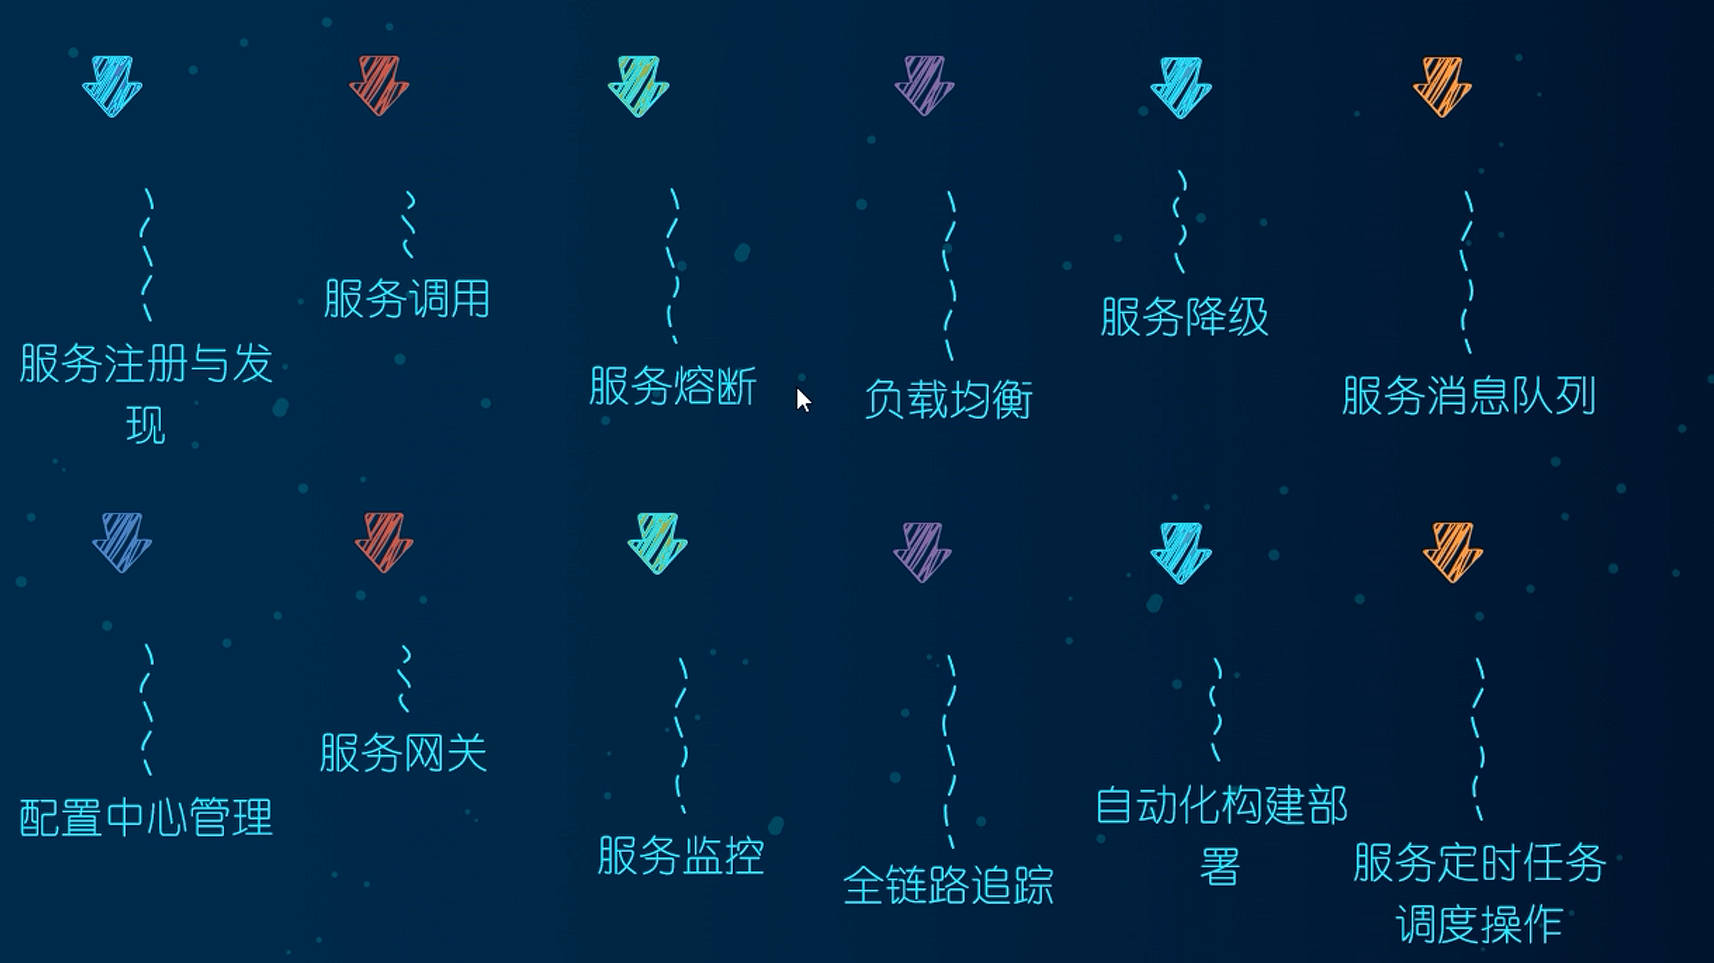 服务调用
服务降级
服务注册与发
现
服务熔断
负载均衡
服务消息队列
服务网关
配置中心管理
自动化构建部
署
服务监控
全链路追踪
服务定时任务
调度操作